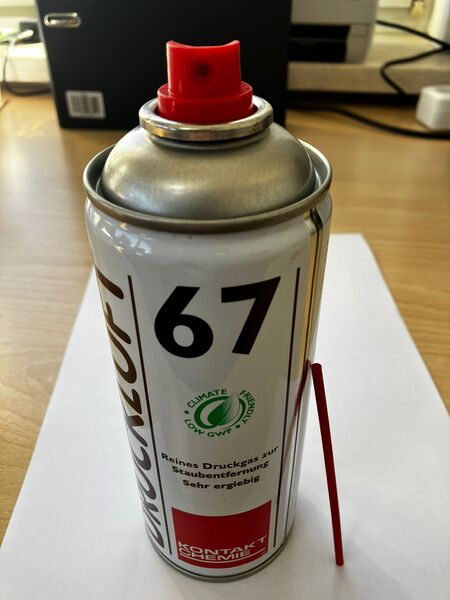 DRUCKLUFT
67
CLIMATE FRIENDLY
LOW GWP
Reines Druckgas zur
Staubentfernung
Sehr ergiebig
KONTAKT
CHEMIE